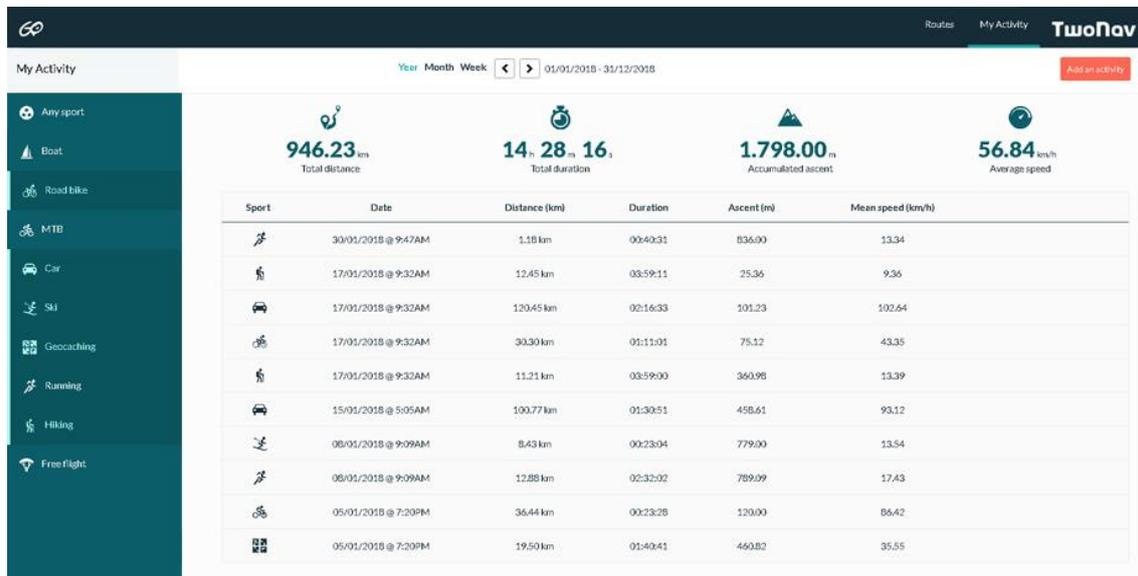 GO
Routes
My Activity
TwoNav
My Activity
Year Month Week 01/01/2018 - 31/12/2018
Add an activity
Any sport
Boat
Road bike
MTB
Car
Ski
Geocaching
Running
Hiking
Free flight
946.23 km
Total distance
14 h 28 m 16 s
Total duration
1.798.00 m
Accumulated ascent
56.84 km/h
Average speed
Sport Date Distance (km) Duration Ascent (m) Mean speed (km/h)
30/01/2018 @ 9:47AM 1.18 km 00:40:31 836.00 13.34
17/01/2018 @ 9:32AM 12.45 km 03:59:11 25.36 9.36
17/01/2018 @ 9:32AM 120.45 km 02:16:33 101.23 102.64
17/01/2018 @ 9:32AM 30.30 km 01:11:01 75.12 43.35
17/01/2018 @ 9:32AM 11.21 km 03:59:00 360.98 13.39
15/01/2018 @ 5:05AM 100.77 km 01:30:51 458.61 93.12
08/01/2018 @ 9:09AM 8.43 km 00:23:04 779.00 13.54
08/01/2018 @ 9:09AM 12.88 km 02:32:02 789.09 17.43
05/01/2018 @ 7:20PM 36.44 km 00:23:28 120.00 86.42
05/01/2018 @ 7:20PM 19.50 km 01:40:41 460.82 35.55